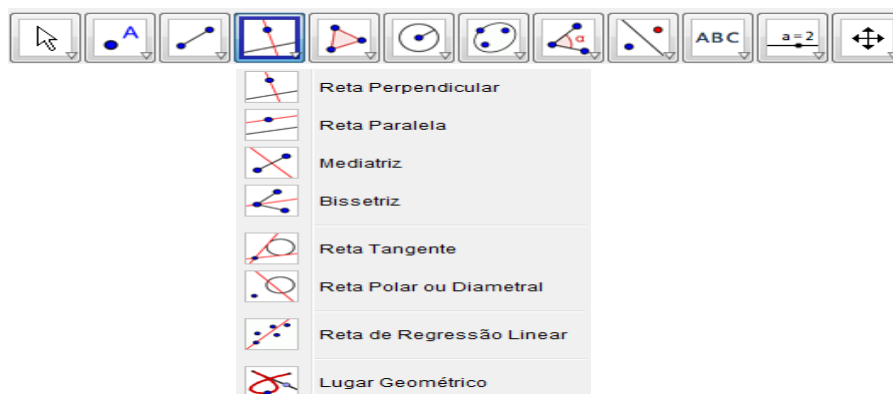 A α ABC a=2
Reta Perpendicular
Reta Paralela
Mediatriz
Bissetriz
Reta Tangente
Reta Polar ou Diametral
Reta de Regressão Linear
Lugar Geométrico